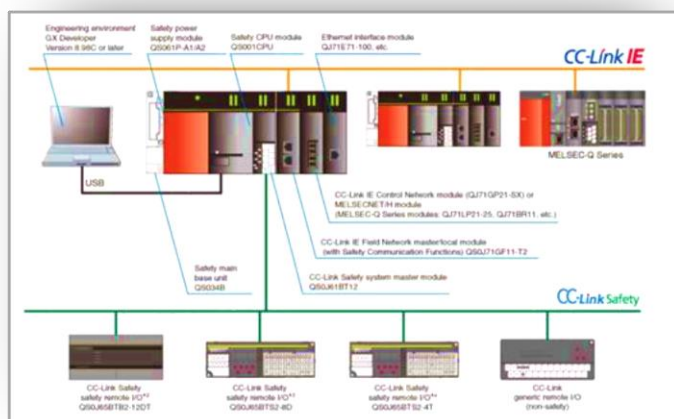 Engineering environment
GX Developer
Version 8.98C or later
Safety power
supply module
QS061P-A1/A2
Safety CPU module
QS001CPU
Ethernet interface module
QJ71E71-100, etc.
CC-Link IE
MELSEC-Q Series
USB
CC-Link IE Control Network module (QJ71GP21-SX) or
MELSECNET/H module
(MELSEC-Q Series modules: QJ71LP21-25, QJ71BR11, etc.)
CC-Link IE Field Network master/local module
(with Safety Communication Functions) QS0J71GF11-T2
Safety main
base unit
QS034B
CC-Link Safety system master module
QS0J61BT12
CC-Link Safety
CC-Link Safety
safety remote I/O
QS0J65BTB2-12DT
CC-Link Safety
safety remote I/O
QS0J65BTS2-8D
CC-Link Safety
safety remote I/O
QS0J65BTS2-4T
CC-Link
generic remote I/O
(non-safety)